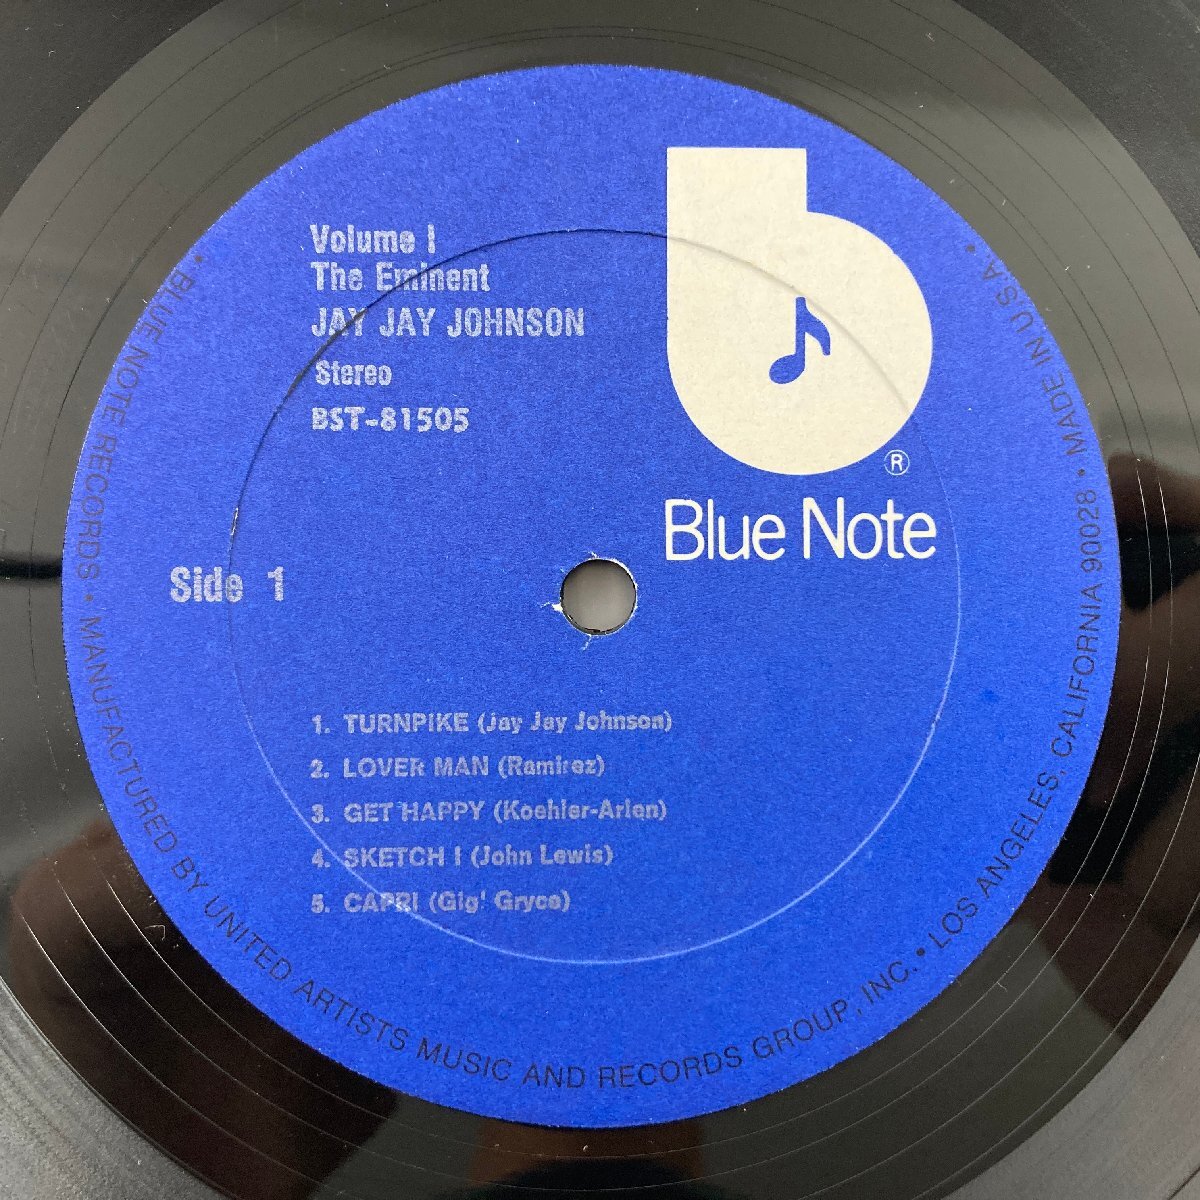 Volume I
The Eminent
JAY JAY JOHNSON
Stereo
BST-81505
Side 1
®
Blue Note
1. TURNPIKE (Jay Jay Johnson)
2. LOVER MAN (Ramirez)
3. GET HAPPY (Koehler-Arlen)
4. SKETCH I (John Lewis)
5. CAPRI (Gig' Gryce)
• BLUE NOTE RECORDS • MANUFACTURED BY UNITED ARTISTS MUSIC AND RECORDS GROUP, INC. • LOS ANGELES, CALIFORNIA 90028 • MADE IN U S A •